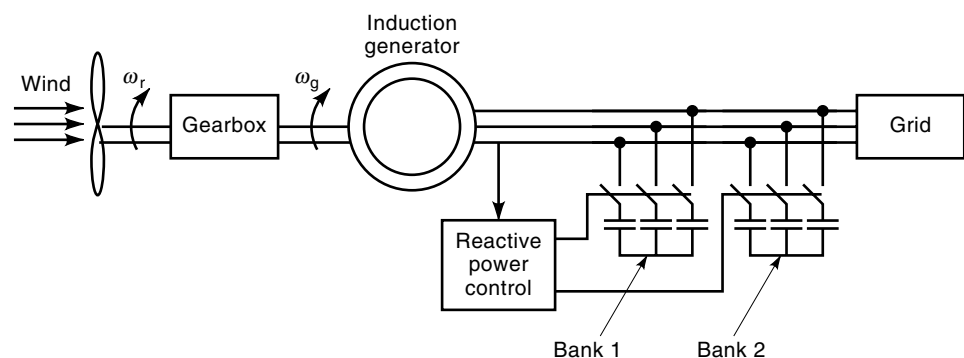 Induction
generator
Wind
ωr
ωg
Gearbox
Grid
Reactive
power
control
Bank 1
Bank 2